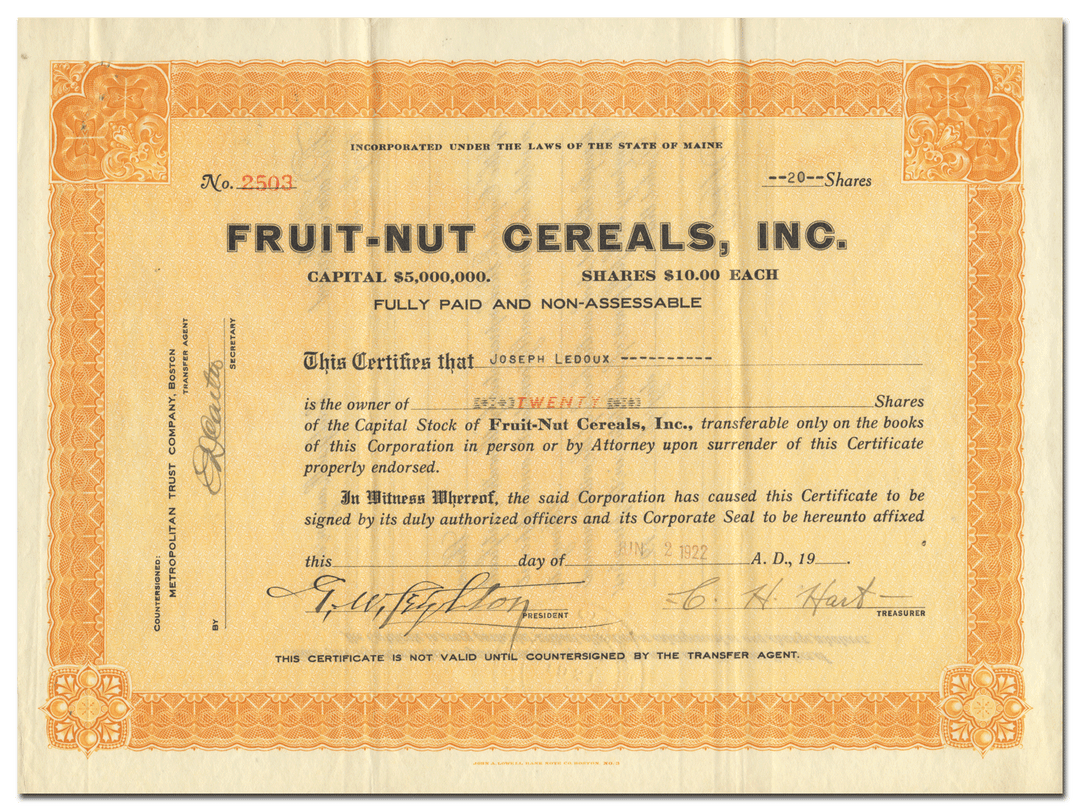 INCORPORATED UNDER THE LAWS OF THE STATE OF MAINE
No. 2503 --20-- Shares
FRUIT-NUT CEREALS, INC.
CAPITAL $5,000,000. SHARES $10.00 EACH
FULLY PAID AND NON-ASSESSABLE
This Certifies that JOSEPH LEDOUX ----------
is the owner of TWENTY Shares
of the Capital Stock of Fruit-Nut Cereals, Inc., transferable only on the books
of this Corporation in person or by Attorney upon surrender of this Certificate
properly endorsed.
In Witness Whereof, the said Corporation has caused this Certificate to be
signed by its duly authorized officers and its Corporate Seal to be hereunto affixed
this day of JUN 2 1922 A. D., 19 .
PRESIDENT C. H. Hart TREASURER
THIS CERTIFICATE IS NOT VALID UNTIL COUNTERSIGNED BY THE TRANSFER AGENT.
COUNTERSIGNED:
METROPOLITAN TRUST COMPANY, BOSTON
TRANSFER AGENT
BY
SECRETARY